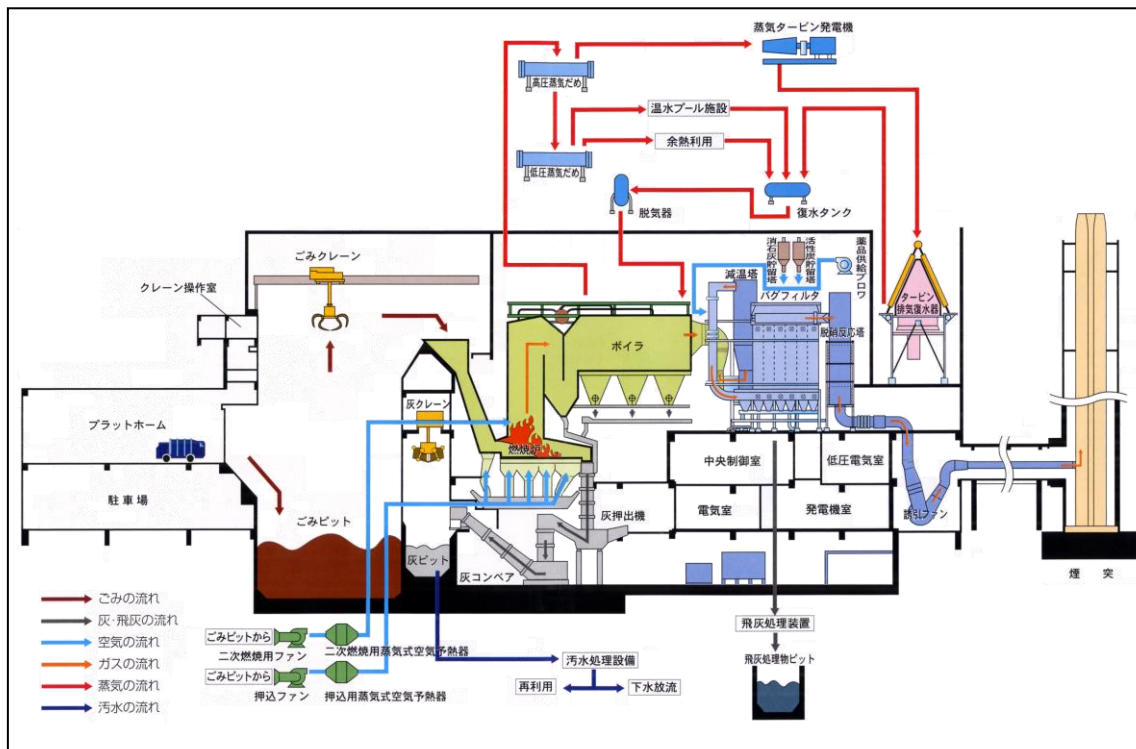 蒸気タービン発電機
高圧蒸気だめ
温水プール施設
余熱利用
低圧蒸気だめ
脱気器
復水タンク
ごみクレーン
クレーン操作室
消石灰貯留塔
活性炭貯留塔
薬品供給ブロワ
減温塔
バグフィルタ
脱硝反応塔
タービン
排気復水器
ボイラ
灰クレーン
プラットホーム
燃焼炉
中央制御室
低圧電気室
駐車場
ごみピット
灰押出機
電気室
発電機室
誘引ファン
灰ピット
灰コンベア
煙突
ごみの流れ
灰・飛灰の流れ
空気の流れ
ガスの流れ
蒸気の流れ
汚水の流れ
ごみピットから
二次燃焼用ファン
二次燃焼用蒸気式空気予熱器
ごみピットから
押込ファン
押込用蒸気式空気予熱器
汚水処理設備
再利用
下水放流
飛灰処理装置
飛灰処理物ピット